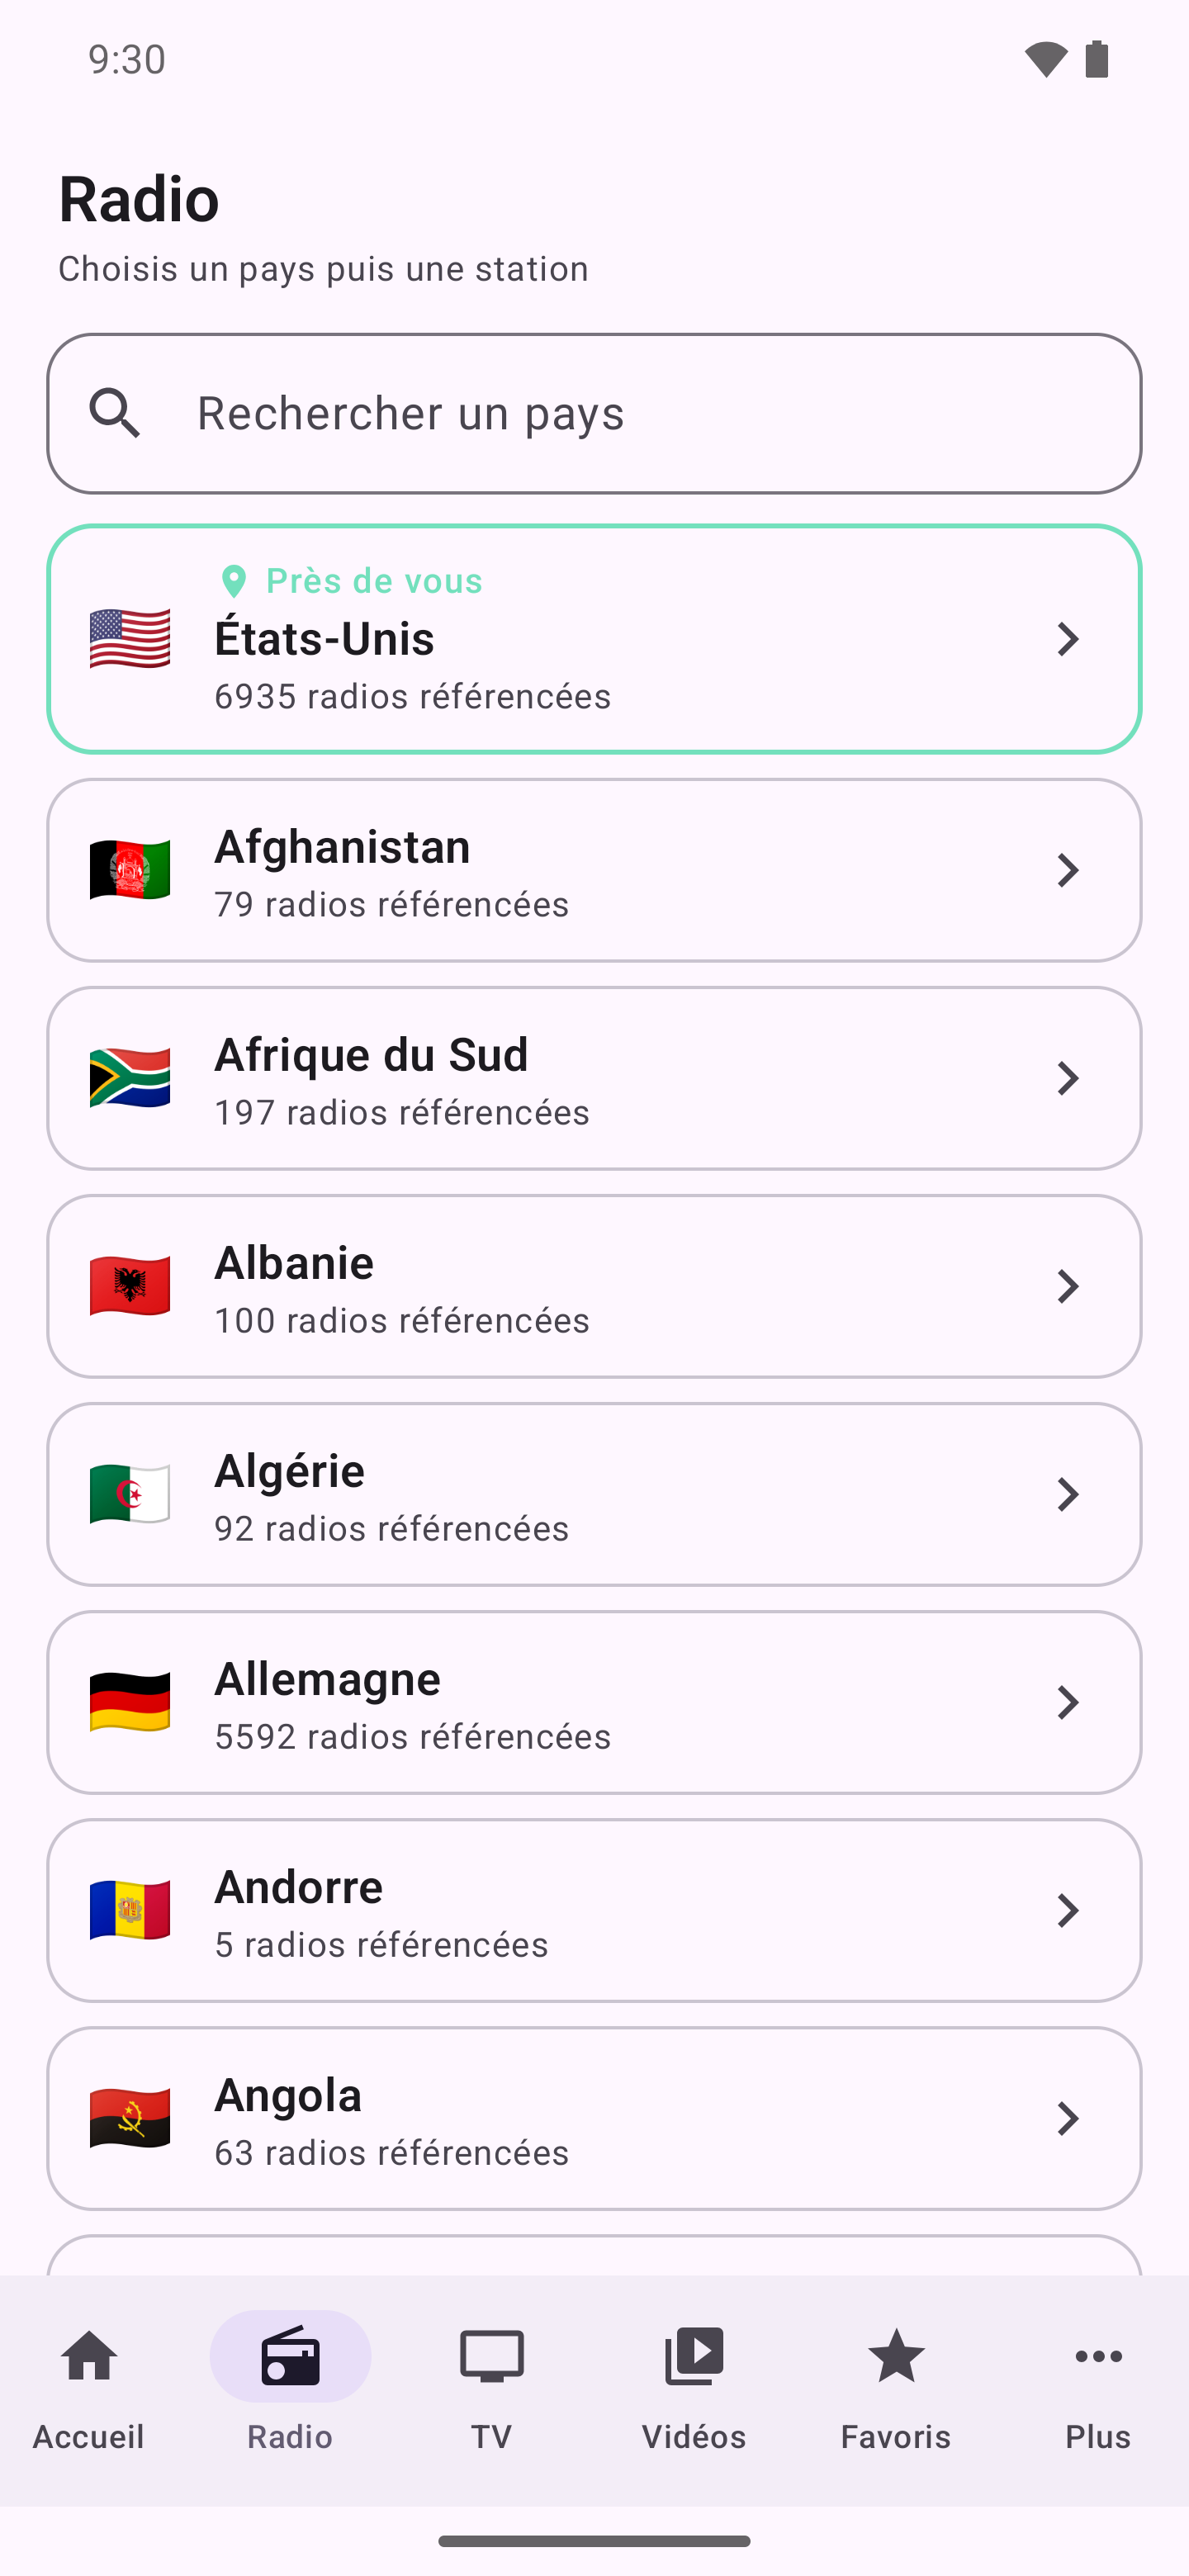 9:30
Radio
Choisis un pays puis une station
Rechercher un pays
Près de vous
États-Unis
6935 radios référencées
Afghanistan
79 radios référencées
Afrique du Sud
197 radios référencées
Albanie
100 radios référencées
Algérie
92 radios référencées
Allemagne
5592 radios référencées
Andorre
5 radios référencées
Angola
63 radios référencées
Accueil Radio TV Vidéos Favoris Plus